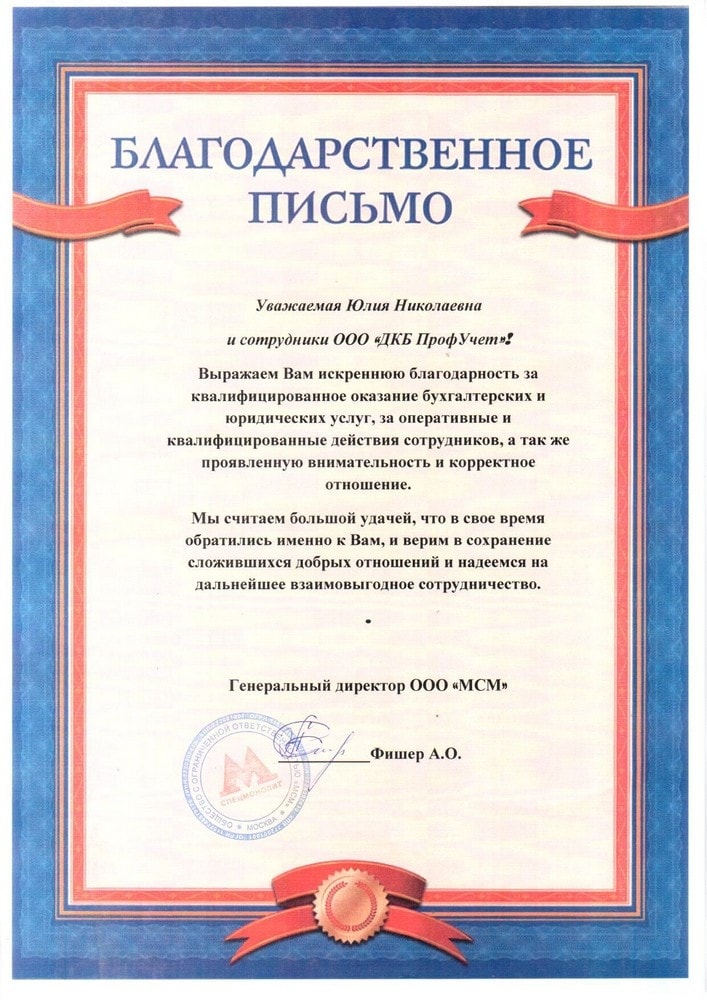 БЛАГОДАРСТВЕННОЕ
ПИСЬМО
Уважаемая Юлия Николаевна
и сотрудники ООО «ДКБ ПрофУчет»!
Выражаем Вам искреннюю благодарность за
квалифицированное оказание бухгалтерских и
юридических услуг, за оперативные и
квалифицированные действия сотрудников, а так же
проявленную внимательность и корректное
отношение.
Мы считаем большой удачей, что в свое время
обратились именно к Вам, и верим в сохранение
сложившихся добрых отношений и надеемся на
дальнейшее взаимовыгодное сотрудничество.
Генеральный директор ООО «МСМ»
Фишер А.О.
ОБЩЕСТВО С ОГРАНИЧЕННОЙ ОТВЕТСТВЕННОСТЬЮ «МСМ»
СПЕЦМОНОЛИТ
* МОСКВА *